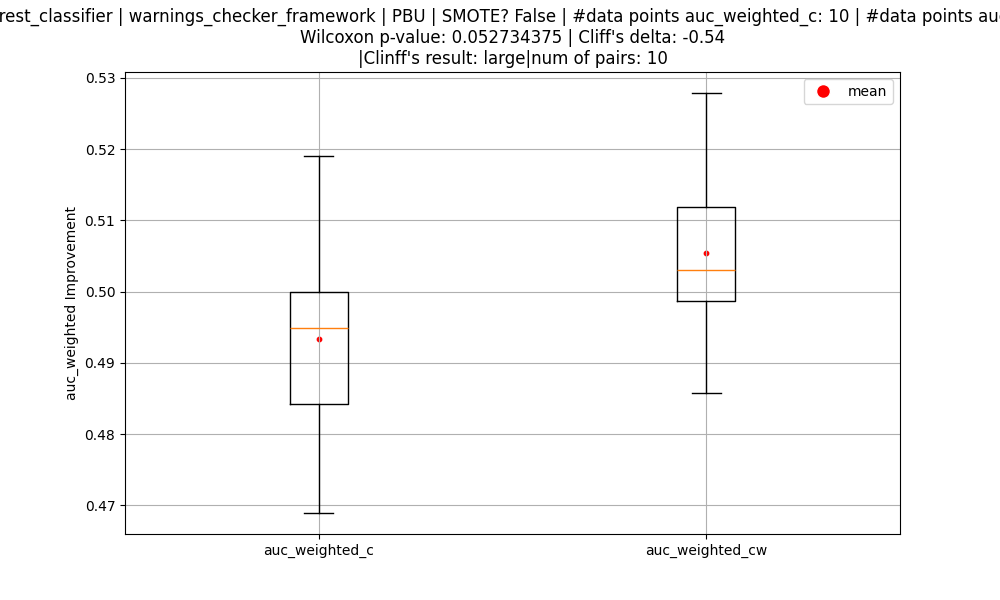 rest_classifier | warnings_checker_framework | PBU | SMOTE? False | #data points auc_weighted_c: 10 | #data points au
Wilcoxon p-value: 0.052734375 | Cliff's delta: -0.54
|Clinff's result: large|num of pairs: 10
mean
0.53
0.52
0.51
0.50
0.49
0.48
0.47
auc_weighted Improvement
auc_weighted_c
auc_weighted_cw